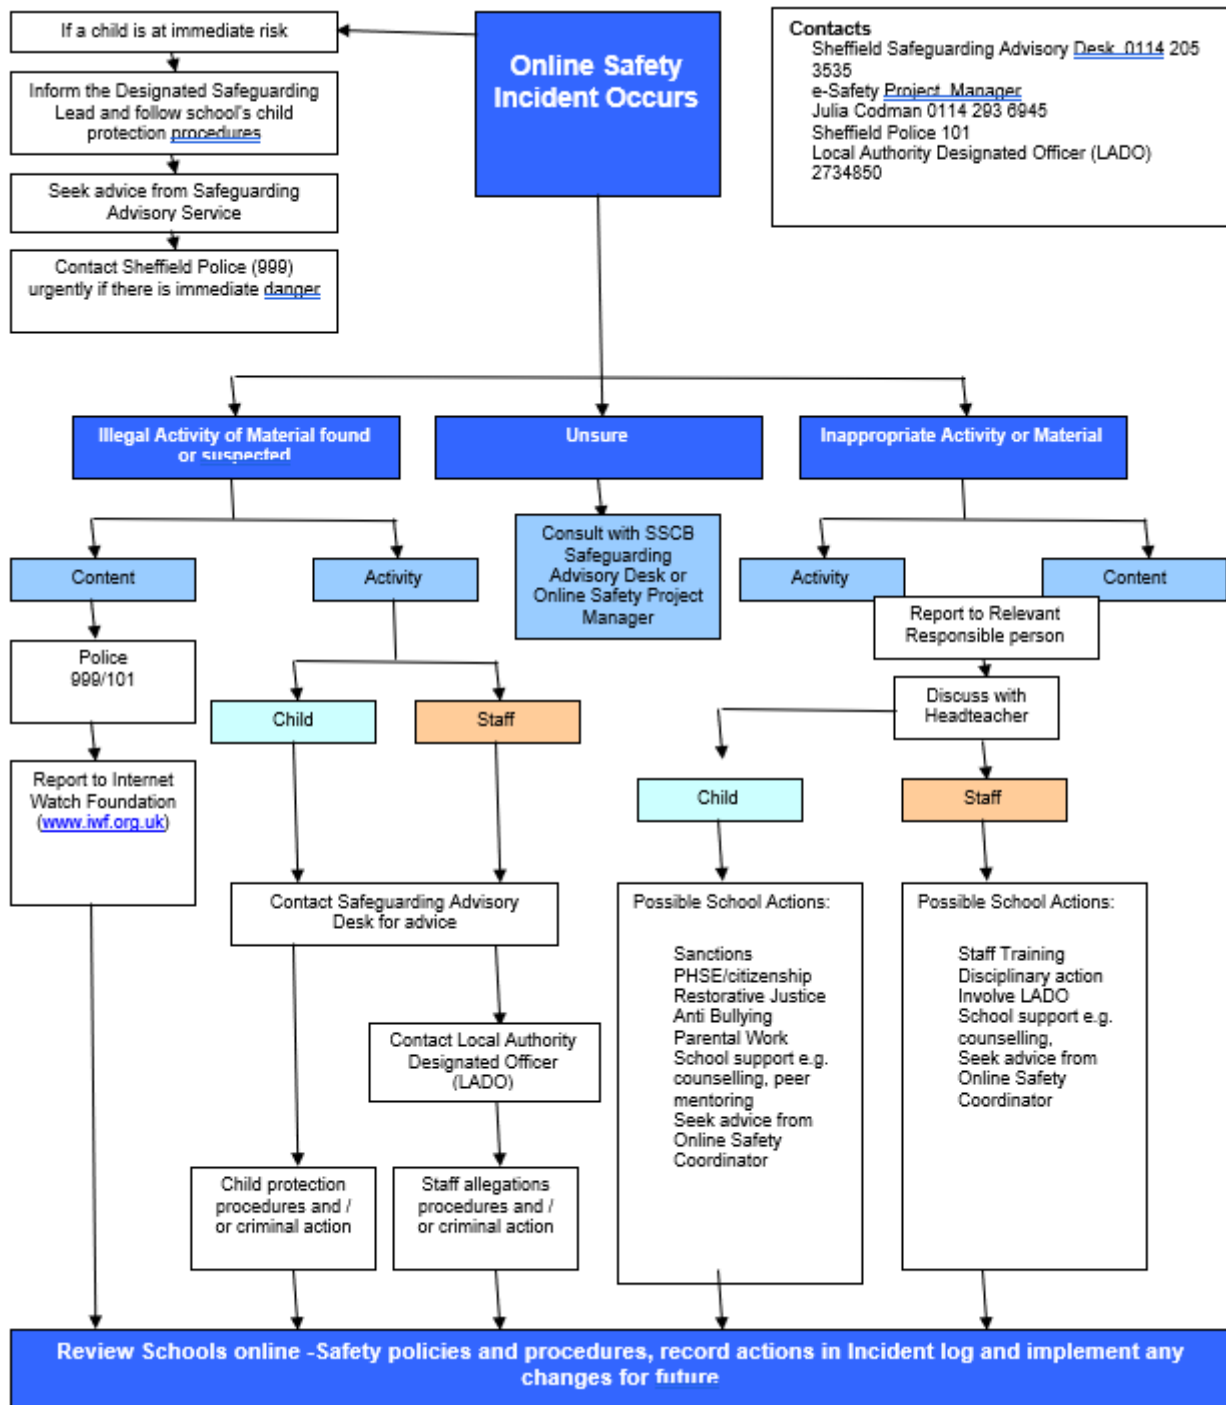 If a child is at immediate risk
Inform the Designated Safeguarding
Lead and follow school's child
protection procedures
Seek advice from Safeguarding
Advisory Service
Contact Sheffield Police (999)
urgently if there is immediate danger
Online Safety
Incident Occurs
Contacts
Sheffield Safeguarding Advisory Desk 0114 205
3535
e-Safety Project Manager
Julia Codman 0114 293 6945
Sheffield Police 101
Local Authority Designated Officer (LADO)
2734850
Illegal Activity of Material found
or suspected
Unsure
Inappropriate Activity or Material
Content
Activity
Consult with SSCB
Safeguarding
Advisory Desk or
Online Safety Project
Manager
Activity
Content
Police
999/101
Report to Relevant
Responsible person
Child
Staff
Discuss with
Headteacher
Report to Internet
Watch Foundation
(www.iwf.org.uk)
Child
Staff
Contact Safeguarding Advisory
Desk for advice
Contact Local Authority
Designated Officer
(LADO)
Child protection
procedures and /
or criminal action
Staff allegations
procedures and /
or criminal action
Possible School Actions:
Sanctions
PHSE/citizenship
Restorative Justice
Anti Bullying
Parental Work
School support e.g.
counselling, peer
mentoring
Seek advice from
Online Safety
Coordinator
Possible School Actions:
Staff Training
Disciplinary action
Involve LADO
School support e.g.
counselling,
Seek advice from
Online Safety
Coordinator
Review Schools online -Safety policies and procedures, record actions in Incident log and implement any
changes for future